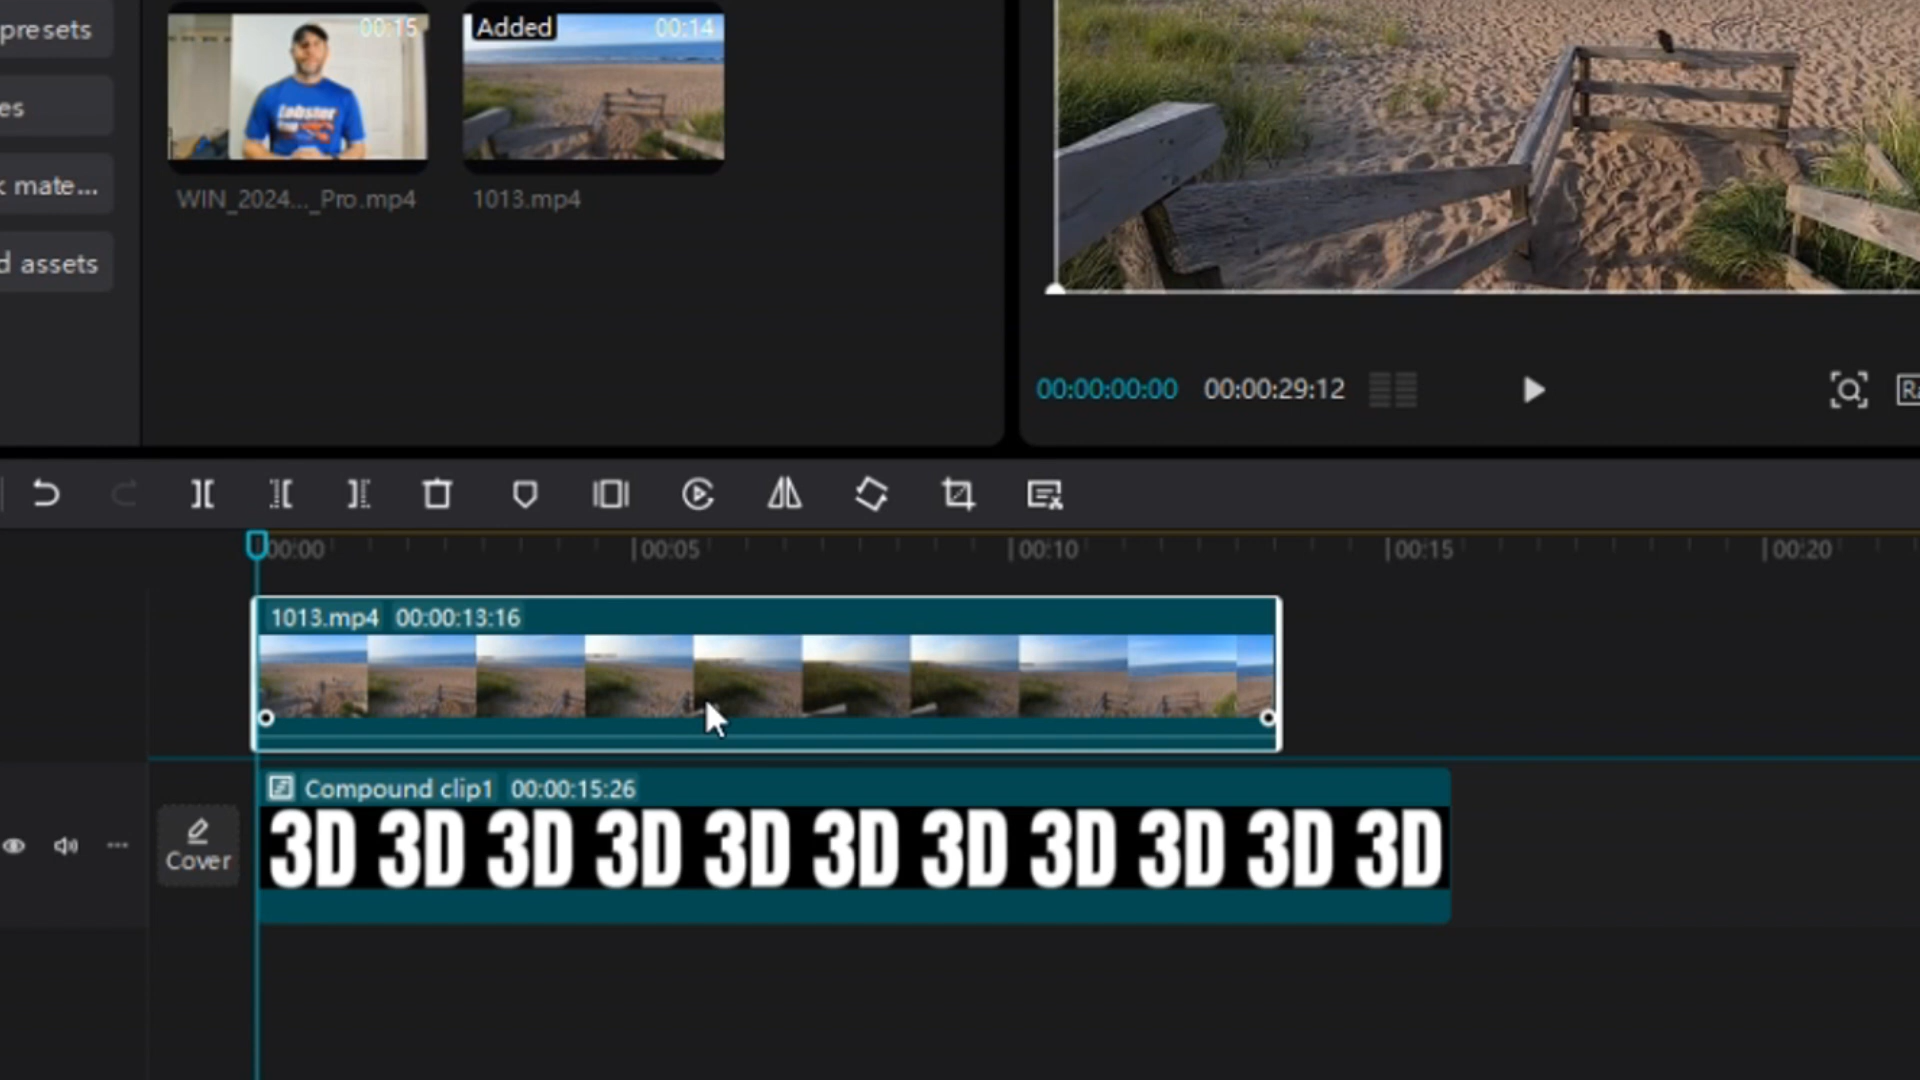 presets
es
k mate...
d assets
00:15
Lobster
WIN_2024..._Pro.mp4
Added 00:14
1013.mp4
00:00:00:00 00:00:29:12
00:00 00:05 00:10 00:15 00:20
1013.mp4 00:00:13:16
Cover
Compound clip1 00:00:15:26
3D 3D 3D 3D 3D 3D 3D 3D 3D 3D 3D